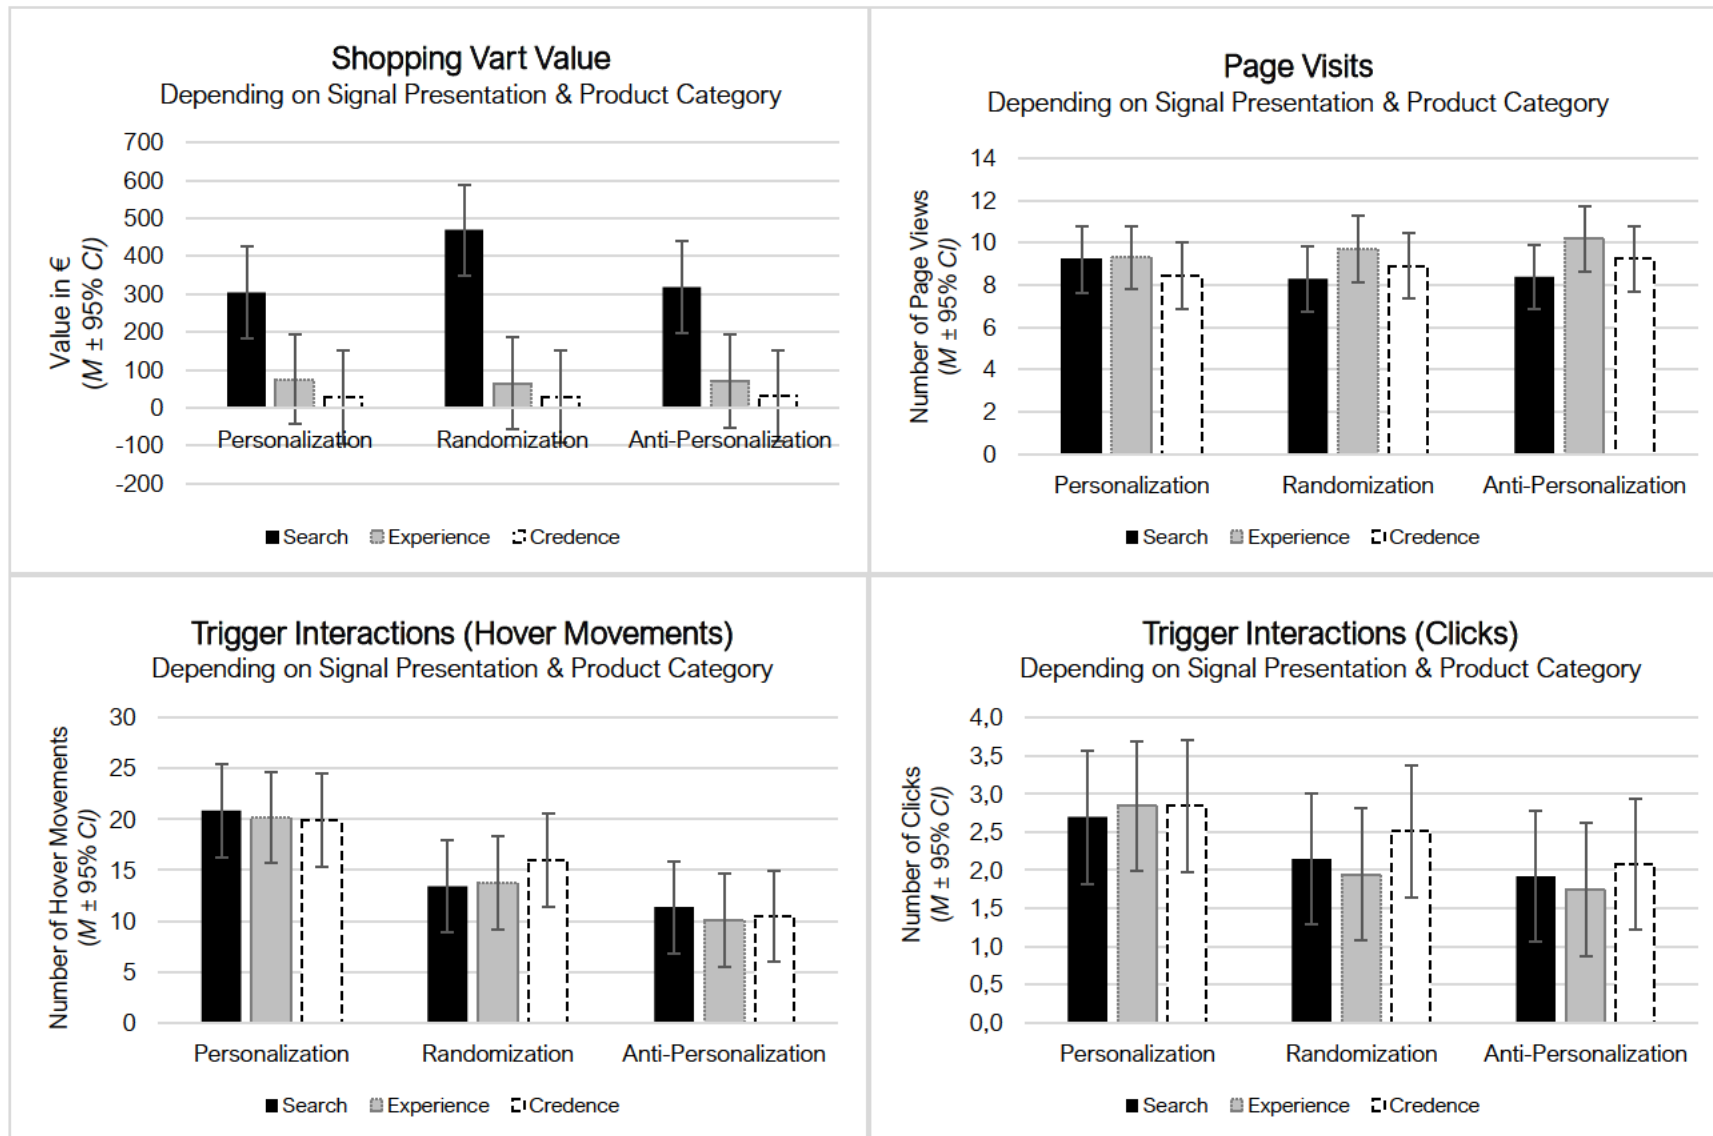 Shopping Vart Value
Depending on Signal Presentation & Product Category
Value in €
(M ± 95% CI)
700
600
500
400
300
200
100
0
-100
-200
Personalization
Randomization
Anti-Personalization
Search
Experience
Credence
Page Visits
Depending on Signal Presentation & Product Category
Number of Page Views
(M ± 95% CI)
14
12
10
8
6
4
2
0
Personalization
Randomization
Anti-Personalization
Search
Experience
Credence
Trigger Interactions (Hover Movements)
Depending on Signal Presentation & Product Category
Number of Hover Movements
(M ± 95% CI)
30
25
20
15
10
5
0
Personalization
Randomization
Anti-Personalization
Search
Experience
Credence
Trigger Interactions (Clicks)
Depending on Signal Presentation & Product Category
Number of Clicks
(M ± 95% CI)
4,0
3,5
3,0
2,5
2,0
1,5
1,0
0,5
0,0
Personalization
Randomization
Anti-Personalization
Search
Experience
Credence